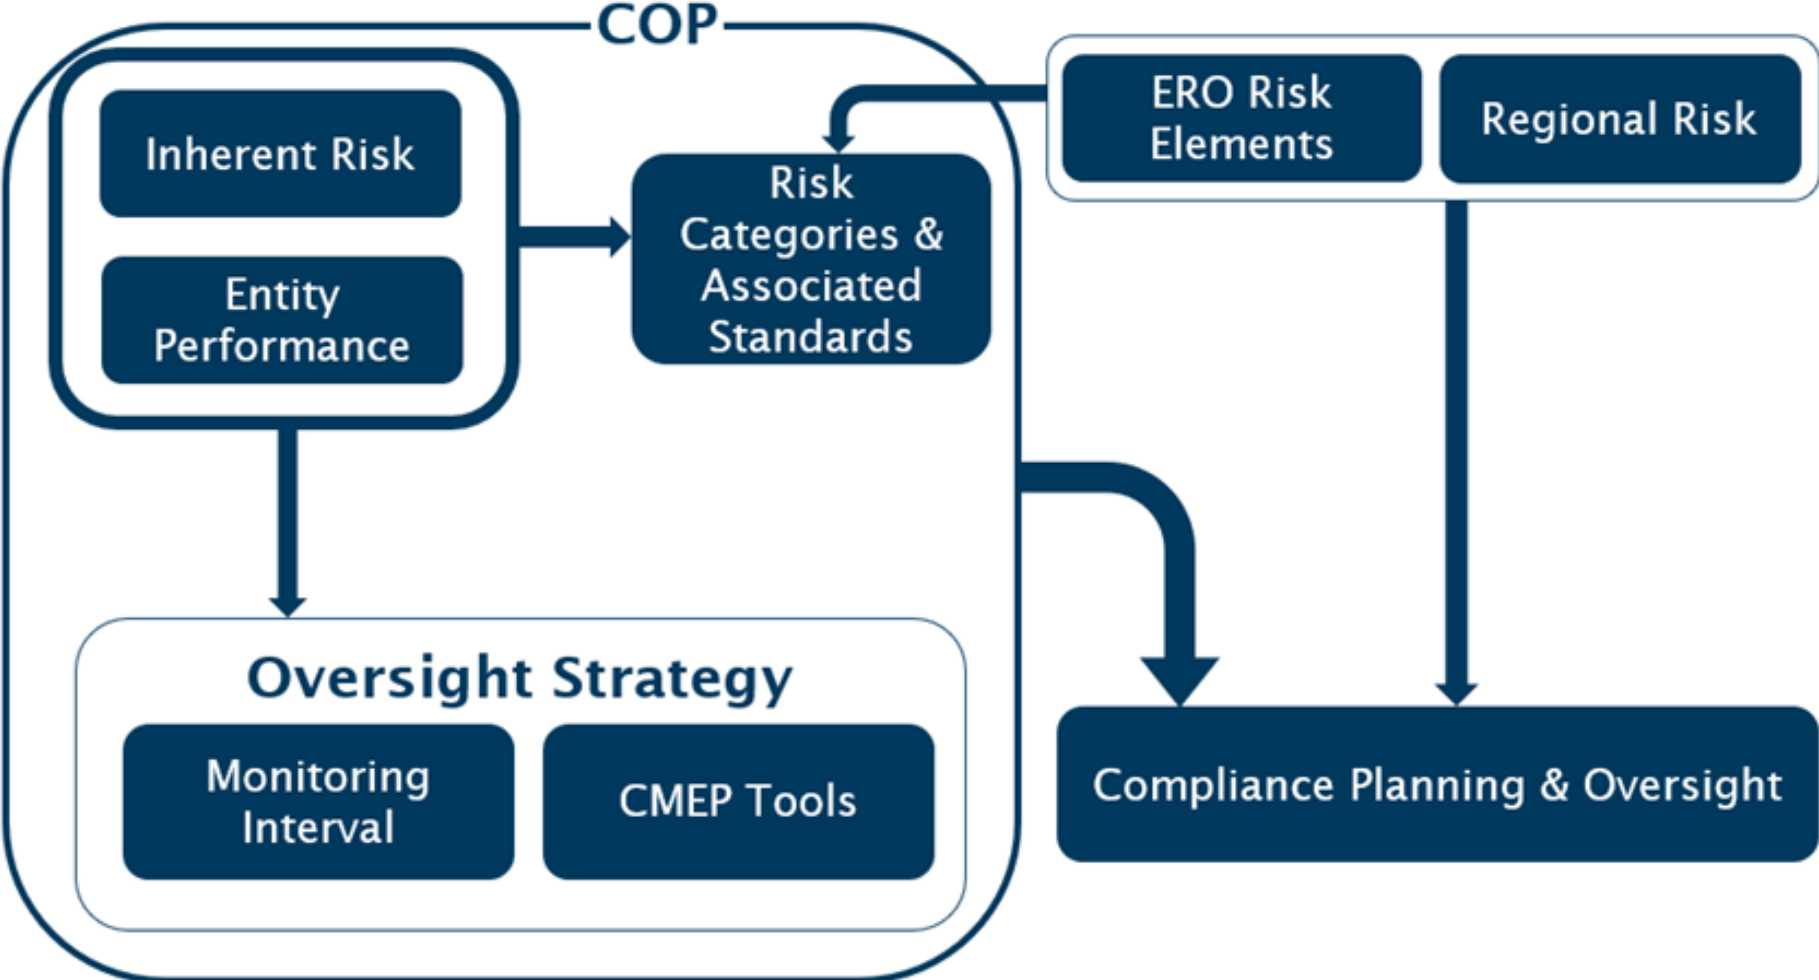 COP
Inherent Risk
Entity
Performance
Risk
Categories &
Associated
Standards
ERO Risk
Elements
Regional Risk
Oversight Strategy
Monitoring
Interval
CMEP Tools
Compliance Planning & Oversight